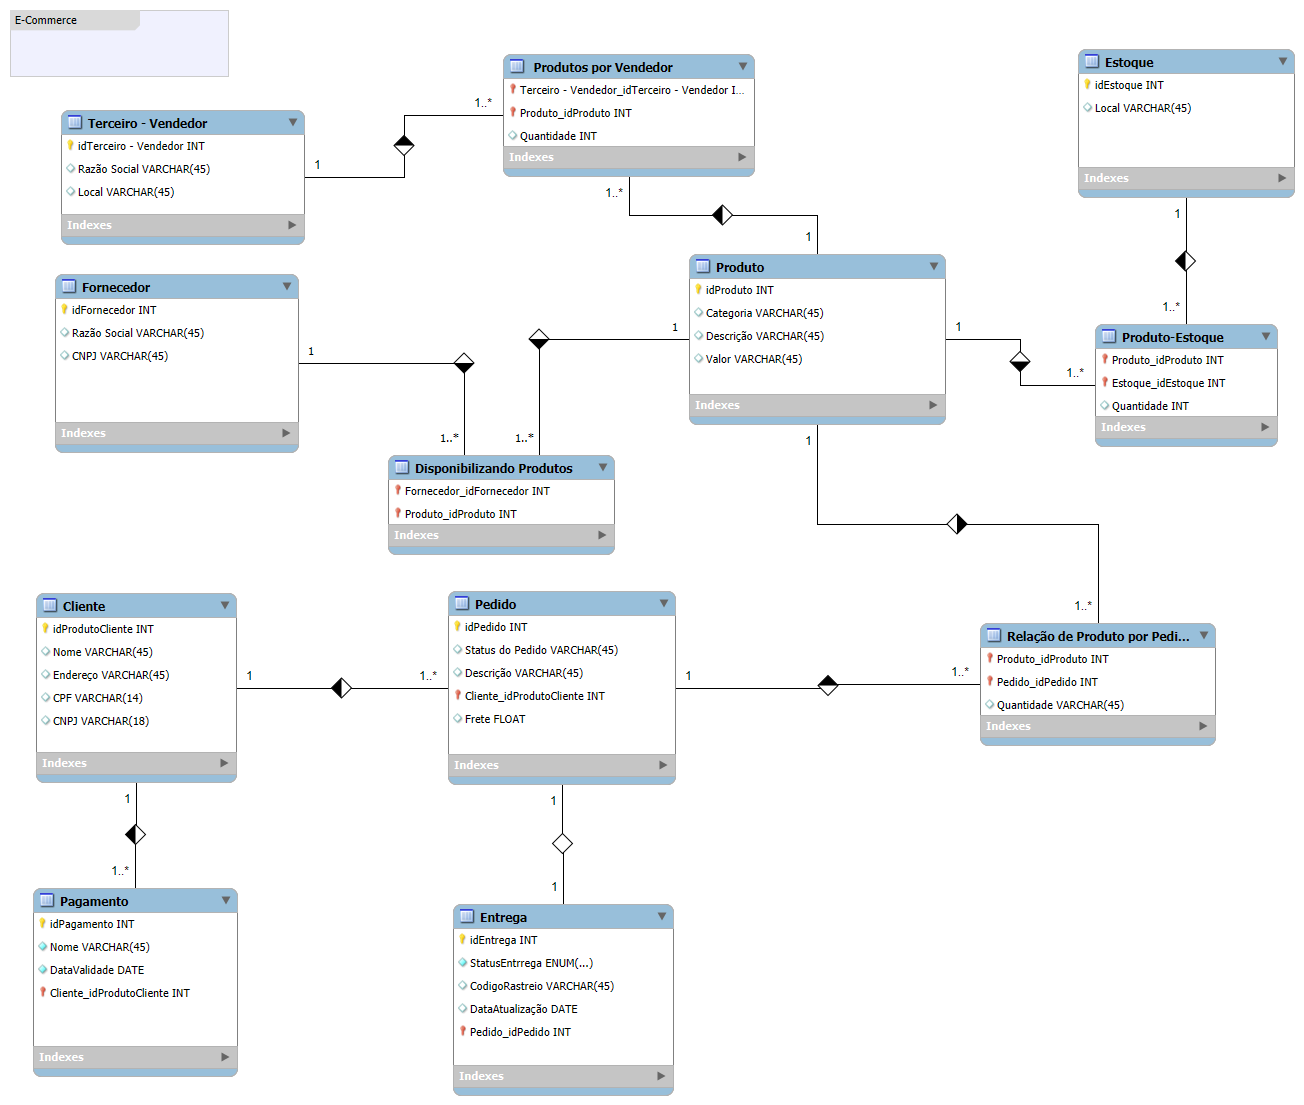 E-Commerce
Produtos por Vendedor
Terceiro - Vendedor_idTerceiro - Vendedor I...
Produto_idProduto INT
Quantidade INT
Indexes
Estoque
idEstoque INT
Local VARCHAR(45)
Indexes
Terceiro - Vendedor
idTerceiro - Vendedor INT
Razão Social VARCHAR(45)
Local VARCHAR(45)
Indexes
1
1..*
1..*
1
1
1..*
Fornecedor
idFornecedor INT
Razão Social VARCHAR(45)
CNPJ VARCHAR(45)
Indexes
Produto
idProduto INT
Categoria VARCHAR(45)
Descrição VARCHAR(45)
Valor VARCHAR(45)
Indexes
Produto-Estoque
Produto_idProduto INT
Estoque_idEstoque INT
Quantidade INT
Indexes
1
1..*
1
1..*
1
1..*
Disponibilizando Produtos
Fornecedor_idFornecedor INT
Produto_idProduto INT
Indexes
1
1..*
Cliente
idProdutoCliente INT
Nome VARCHAR(45)
Endereço VARCHAR(45)
CPF VARCHAR(14)
CNPJ VARCHAR(18)
Indexes
1
1..*
Pedido
idPedido INT
Status do Pedido VARCHAR(45)
Descrição VARCHAR(45)
Cliente_idProdutoCliente INT
Frete FLOAT
Indexes
1
1..*
Relação de Produto por Pedi...
Produto_idProduto INT
Pedido_idPedido INT
Quantidade VARCHAR(45)
Indexes
1
1..*
Pagamento
idPagamento INT
Nome VARCHAR(45)
DataValidade DATE
Cliente_idProdutoCliente INT
Indexes
1
1
Entrega
idEntrega INT
StatusEntrrega ENUM(...)
CodigoRastreio VARCHAR(45)
DataAtualização DATE
Pedido_idPedido INT
Indexes